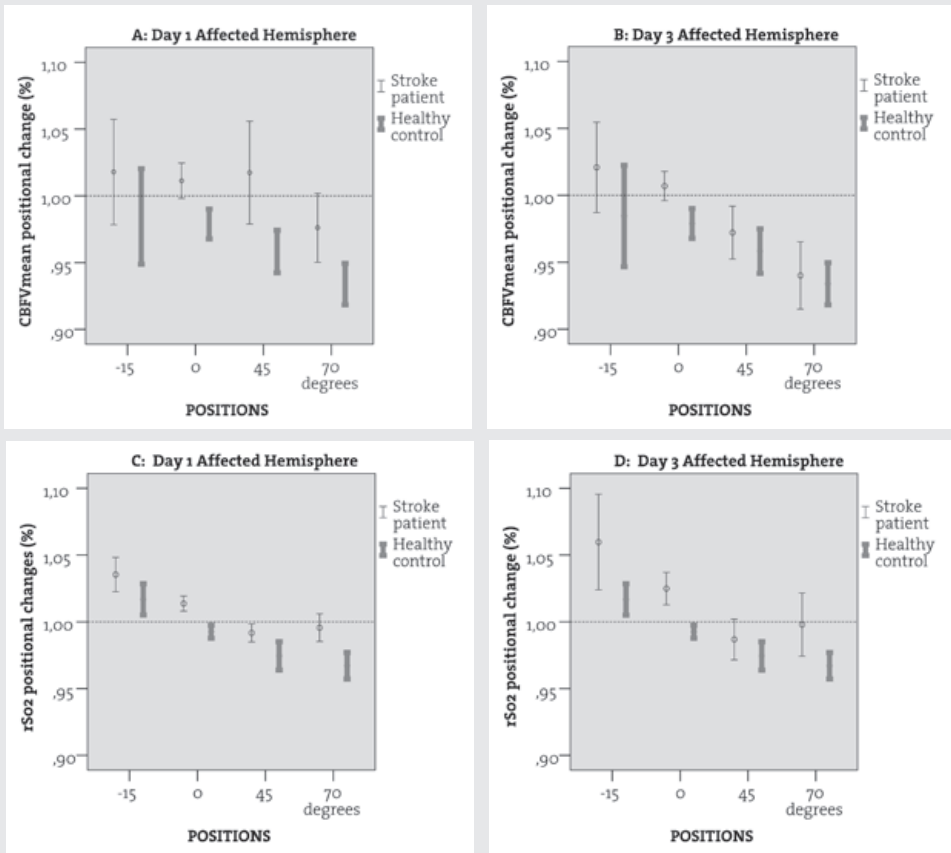 A: Day 1 Affected Hemisphere
CBFVmean positional change (%)
1,10
1,05
1,00
,95
,90
-15
0
45
70
degrees
POSITIONS
Stroke
patient
Healthy
control
B: Day 3 Affected Hemisphere
CBFVmean positional change (%)
1,10
1,05
1,00
,95
,90
-15
0
45
70
degrees
POSITIONS
Stroke
patient
Healthy
control
C: Day 1 Affected Hemisphere
rSo2 positional changes (%)
1,10
1,05
1,00
,95
,90
-15
0
45
70
degrees
POSITIONS
Stroke
patient
Healthy
control
D: Day 3 Affected Hemisphere
rSo2 positional change (%)
1,10
1,05
1,00
,95
,90
-15
0
45
70
degrees
POSITIONS
Stroke
patient
Healthy
control